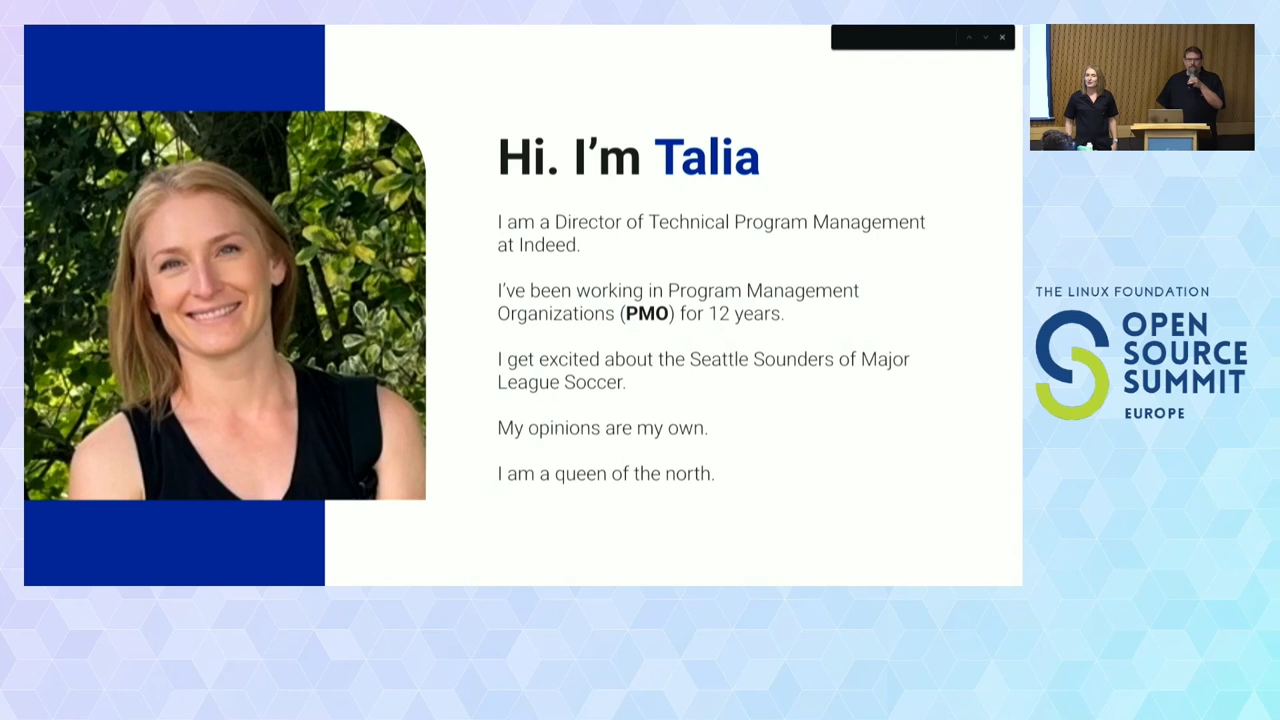 Hi. I’m Talia
I am a Director of Technical Program Management
at Indeed.
I’ve been working in Program Management
Organizations (PMO) for 12 years.
I get excited about the Seattle Sounders of Major
League Soccer.
My opinions are my own.
I am a queen of the north.
THE LINUX FOUNDATION
OPEN
SOURCE
SUMMIT
EUROPE